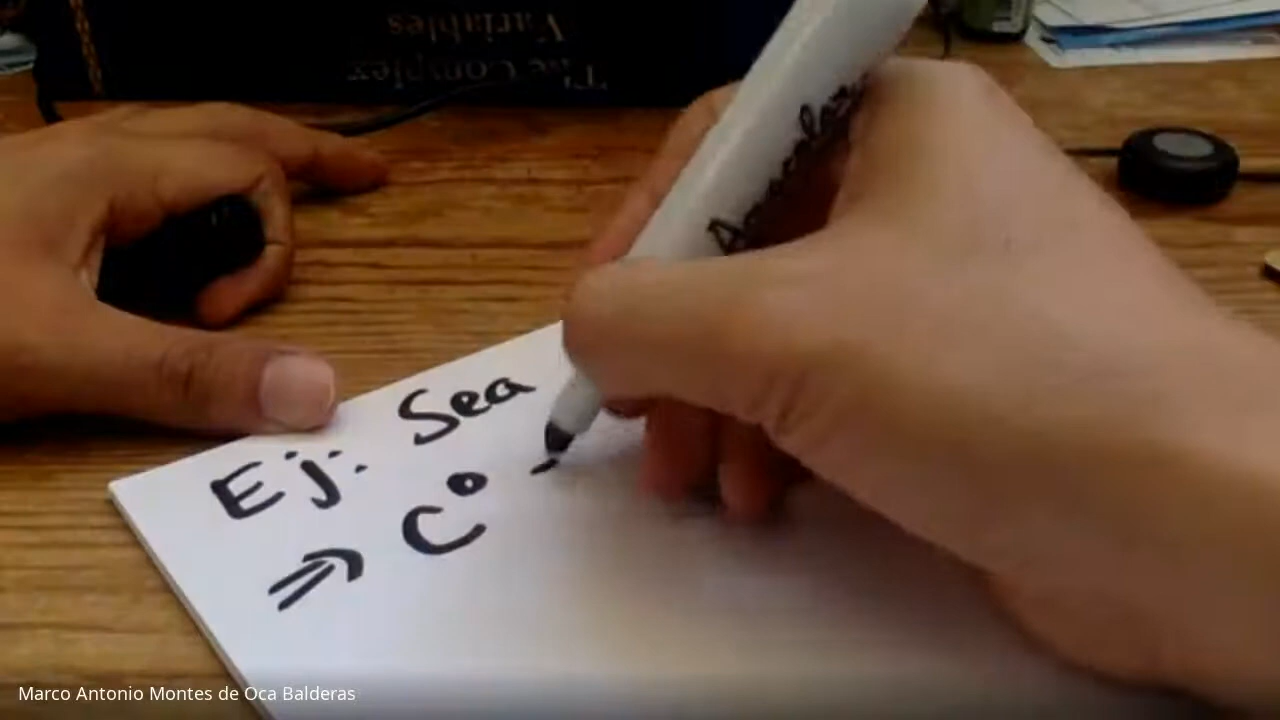 The Complex
Variables
Ej: Sea
⇒ C°
Marco Antonio Montes de Oca Balderas